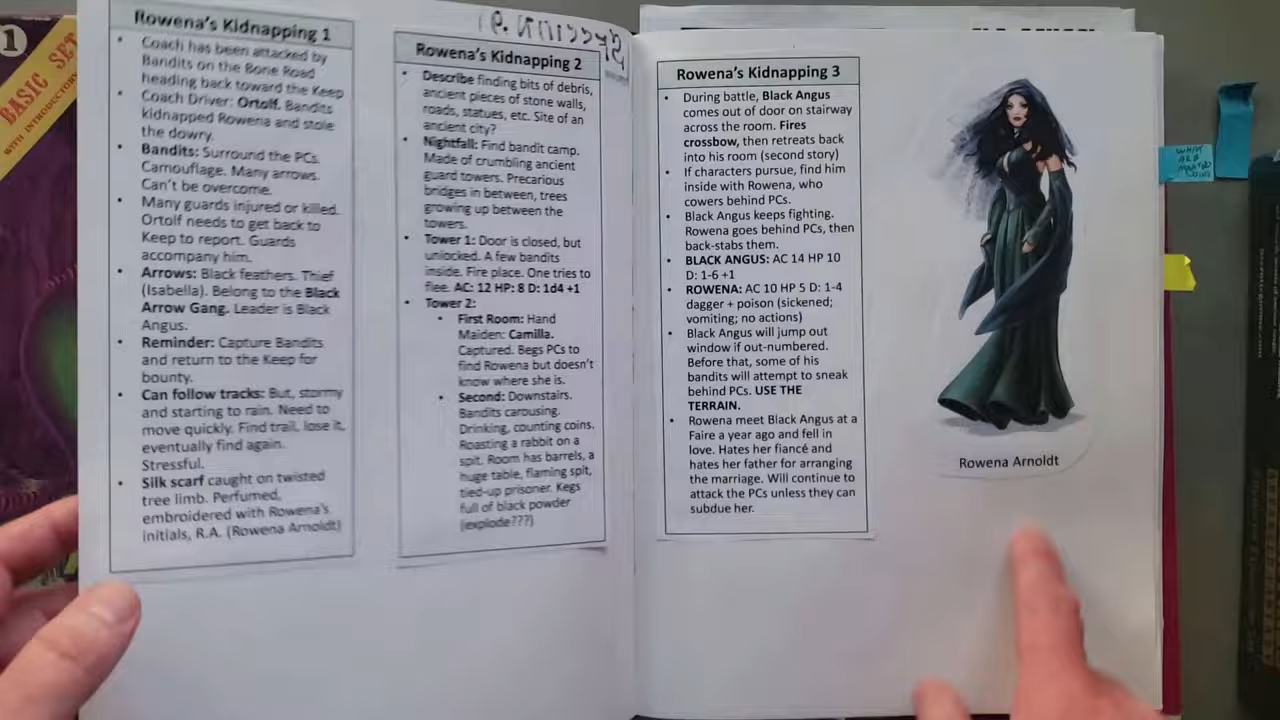 1
BASIC SET
WITH INTRODUCTORY
Rowena's Kidnapping 1
• Coach has been attacked by
Bandits on the Bone Road
heading back toward the Keep
• Coach Driver: Ortolf. Bandits
kidnapped Rowena and stole
the dowry.
• Bandits: Surround the PCs.
Camouflage. Many arrows.
Can't be overcome.
• Many guards injured or killed.
Ortolf needs to get back to
Keep to report. Guards
accompany him.
• Arrows: Black feathers. Thief
(Isabella). Belong to the Black
Arrow Gang. Leader is Black
Angus.
• Reminder: Capture Bandits
and return to the Keep for
bounty.
• Can follow tracks: But, stormy
and starting to rain. Need to
move quickly. Find trail, lose it,
eventually find again.
Stressful.
• Silk scarf caught on twisted
tree limb. Perfumed,
embroidered with Rowena's
initials, R.A. (Rowena Arnoldt)
Rowena's Kidnapping 2
• Describe finding bits of debris,
ancient pieces of stone walls,
roads, statues, etc. Site of an
ancient city?
• Nightfall: Find bandit camp.
Made of crumbling ancient
guard towers. Precarious
bridges in between, trees
growing up between the
towers.
• Tower 1: Door is closed, but
unlocked. A few bandits
inside. Fire place. One tries to
flee. AC: 12 HP: 8 D: 1d4 +1
• Tower 2:
• First Room: Hand
Maiden: Camilla.
Captured. Begs PCs to
find Rowena but doesn't
know where she is.
• Second: Downstairs.
Bandits carousing.
Drinking, counting coins.
Roasting a rabbit on a
spit. Room has barrels, a
huge table, flaming spit,
tied-up prisoner. Kegs
full of black powder
(explode???)
Rowena's Kidnapping 3
• During battle, Black Angus
comes out of door on stairway
across the room. Fires
crossbow, then retreats back
into his room (second story)
• If characters pursue, find him
inside with Rowena, who
cowers behind PCs.
• Black Angus keeps fighting.
Rowena goes behind PCs, then
back-stabs them.
• BLACK ANGUS: AC 14 HP 10
D: 1-6 +1
• ROWENA: AC 10 HP 5 D: 1-4
dagger + poison (sickened;
vomiting; no actions)
• Black Angus will jump out
window if out-numbered.
Before that, some of his
bandits will attempt to sneak
behind PCs. USE THE
TERRAIN.
• Rowena meet Black Angus at a
Faire a year ago and fell in
love. Hates her fiancé and
hates her father for arranging
the marriage. Will continue to
attack the PCs unless they can
subdue her.
Rowena Arnoldt